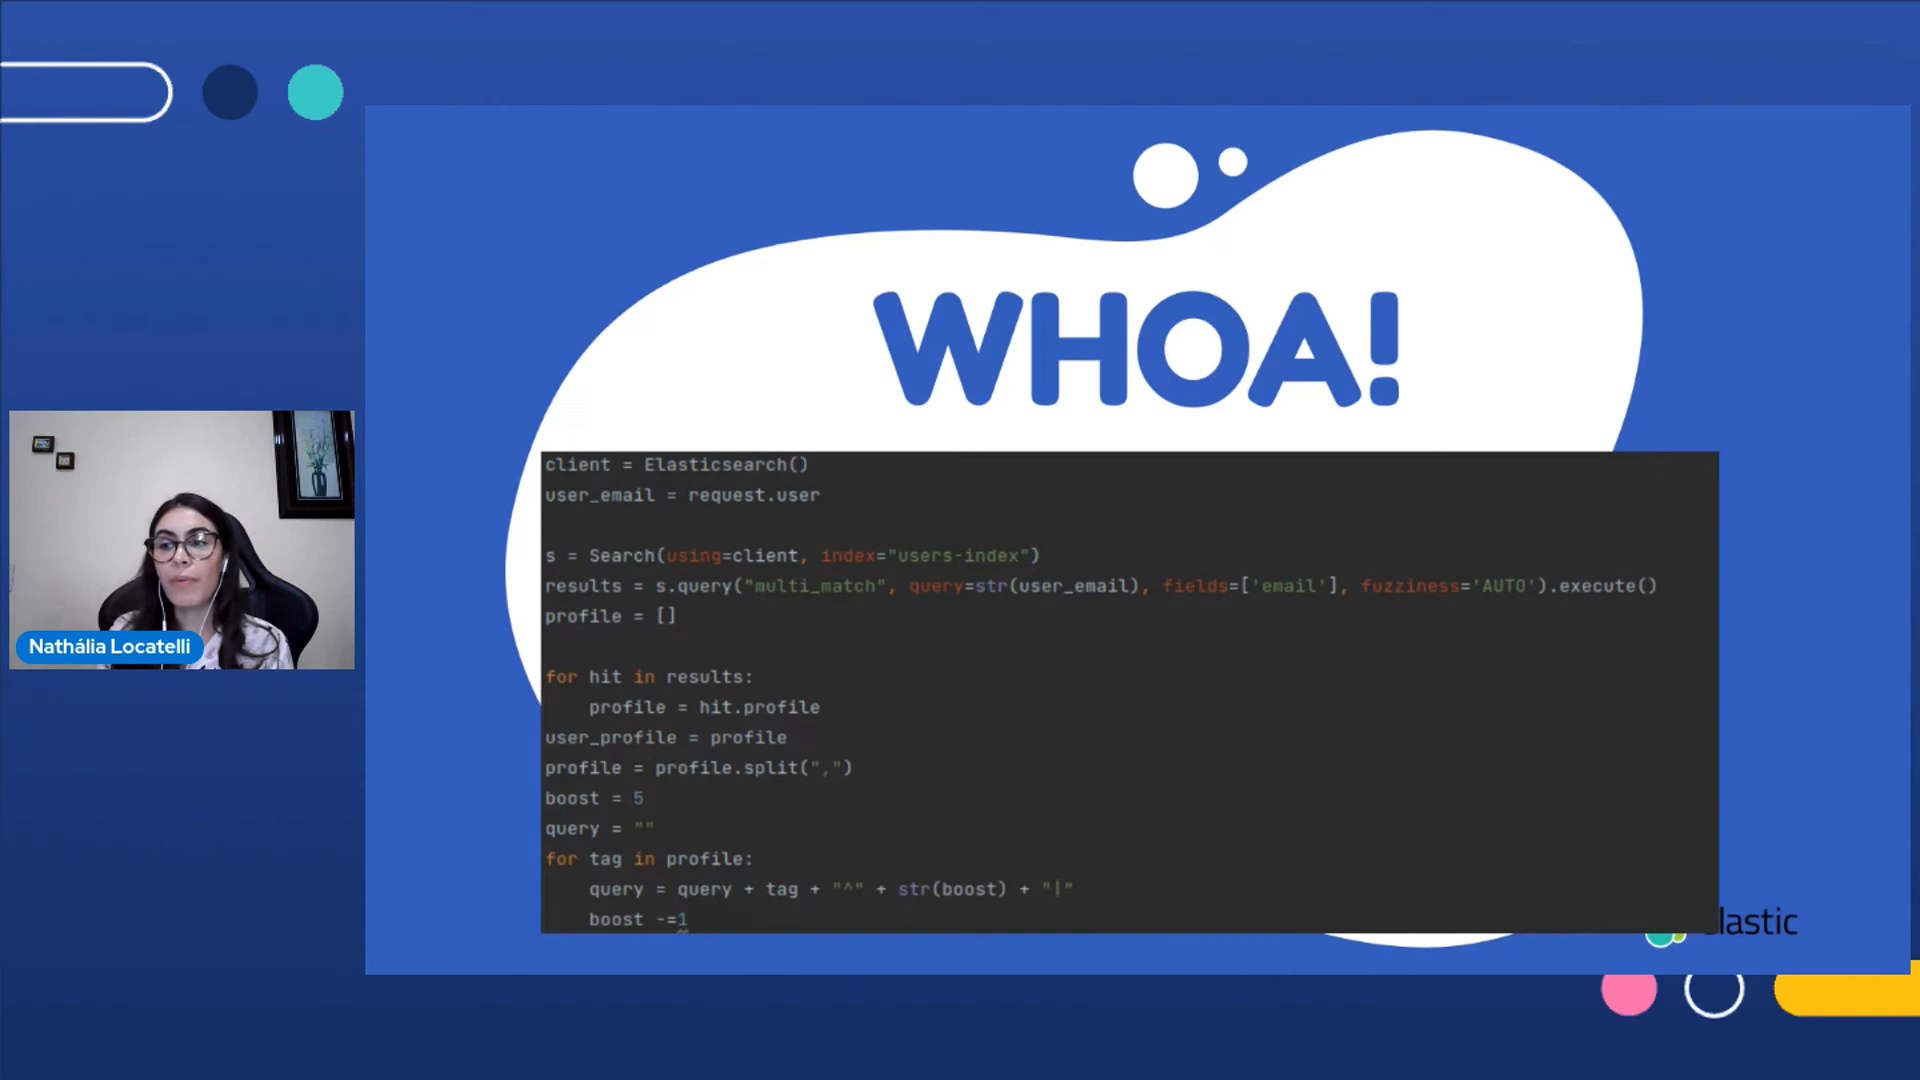 WHOA!
client = Elasticsearch()
user_email = request.user
s = Search(using=client, index="users-index")
results = s.query("multi_match", query=str(user_email), fields=['email'], fuzziness='AUTO').execute()
profile = []
for hit in results:
    profile = hit.profile
user_profile = profile
profile = profile.split(",")
boost = 5
query = ""
for tag in profile:
    query = query + tag + "^" + str(boost) + "|"
    boost -=1
Nathália Locatelli
lastic